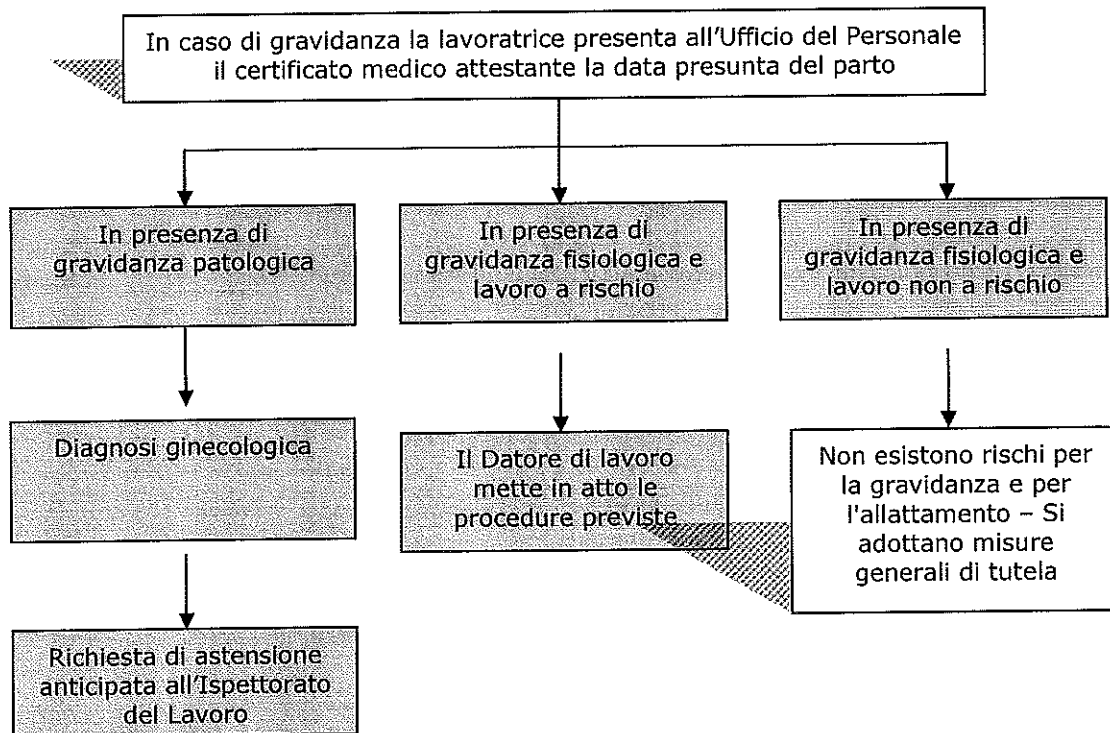 In caso di gravidanza la lavoratrice presenta all'Ufficio del Personale
il certificato medico attestante la data presunta del parto
In presenza di
gravidanza patologica
In presenza di
gravidanza fisiologica e
lavoro a rischio
In presenza di
gravidanza fisiologica e
lavoro non a rischio
Diagnosi ginecologica
Il Datore di lavoro
mette in atto le
procedure previste
Non esistono rischi per
la gravidanza e per
l'allattamento – Si
adottano misure
generali di tutela
Richiesta di astensione
anticipata all'Ispettorato
del Lavoro